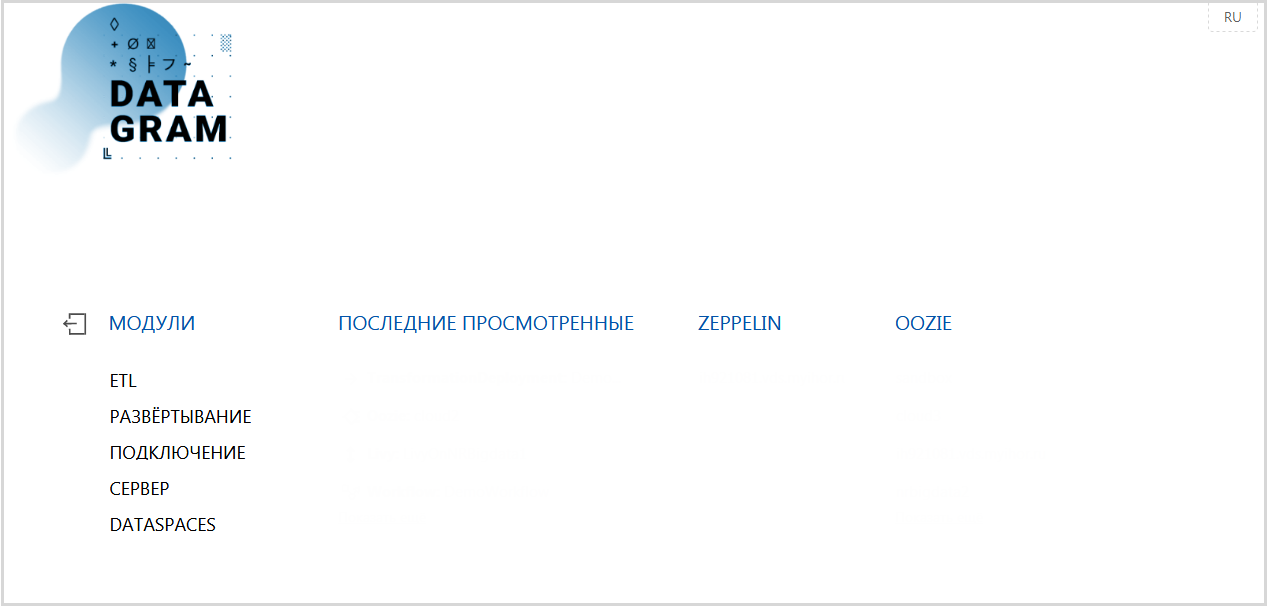 RU
DATA
GRAM
МОДУЛИ
ПОСЛЕДНИЕ ПРОСМОТРЕННЫЕ
ZEPPELIN
OOZIE
ETL
РАЗВЁРТЫВАНИЕ
ПОДКЛЮЧЕНИЕ
СЕРВЕР
DATASPACES